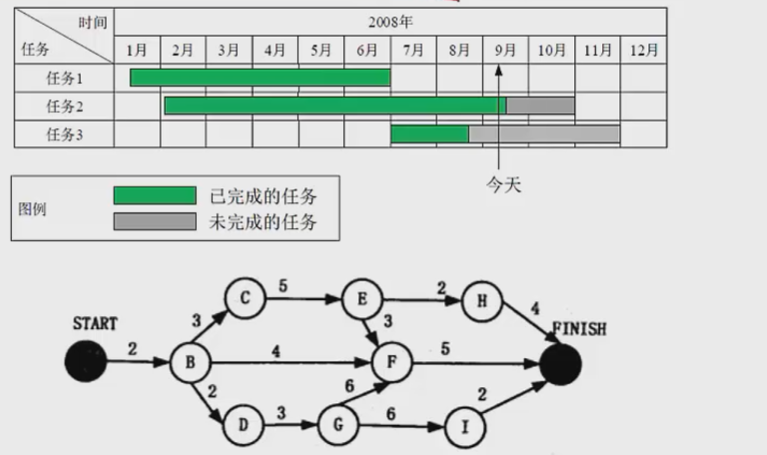 时间
任务
2008年
1月 2月 3月 4月 5月 6月 7月 8月 9月 10月 11月 12月
任务1
任务2
任务3
今天
图例
已完成的任务
未完成的任务
START
2
B
3
C
5
E
2
H
4
FINISH
4
3
F
5
2
D
3
G
6
6
I
2